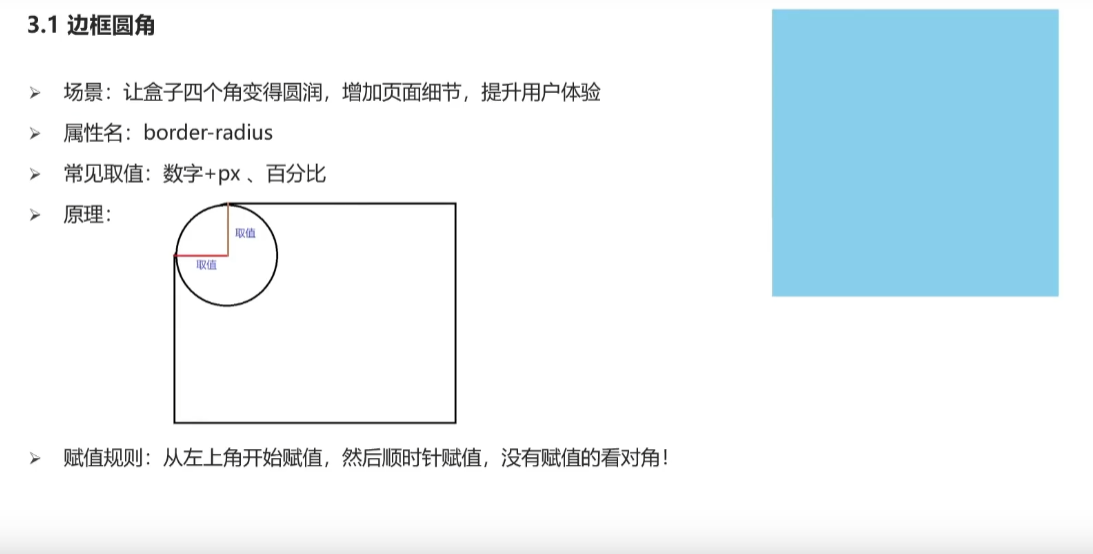 3.1 边框圆角
场景：让盒子四个角变得圆润，增加页面细节，提升用户体验
属性名：border-radius
常见取值：数字+px 、百分比
原理：
取值
取值
赋值规则：从左上角开始赋值，然后顺时针赋值，没有赋值的看对角！